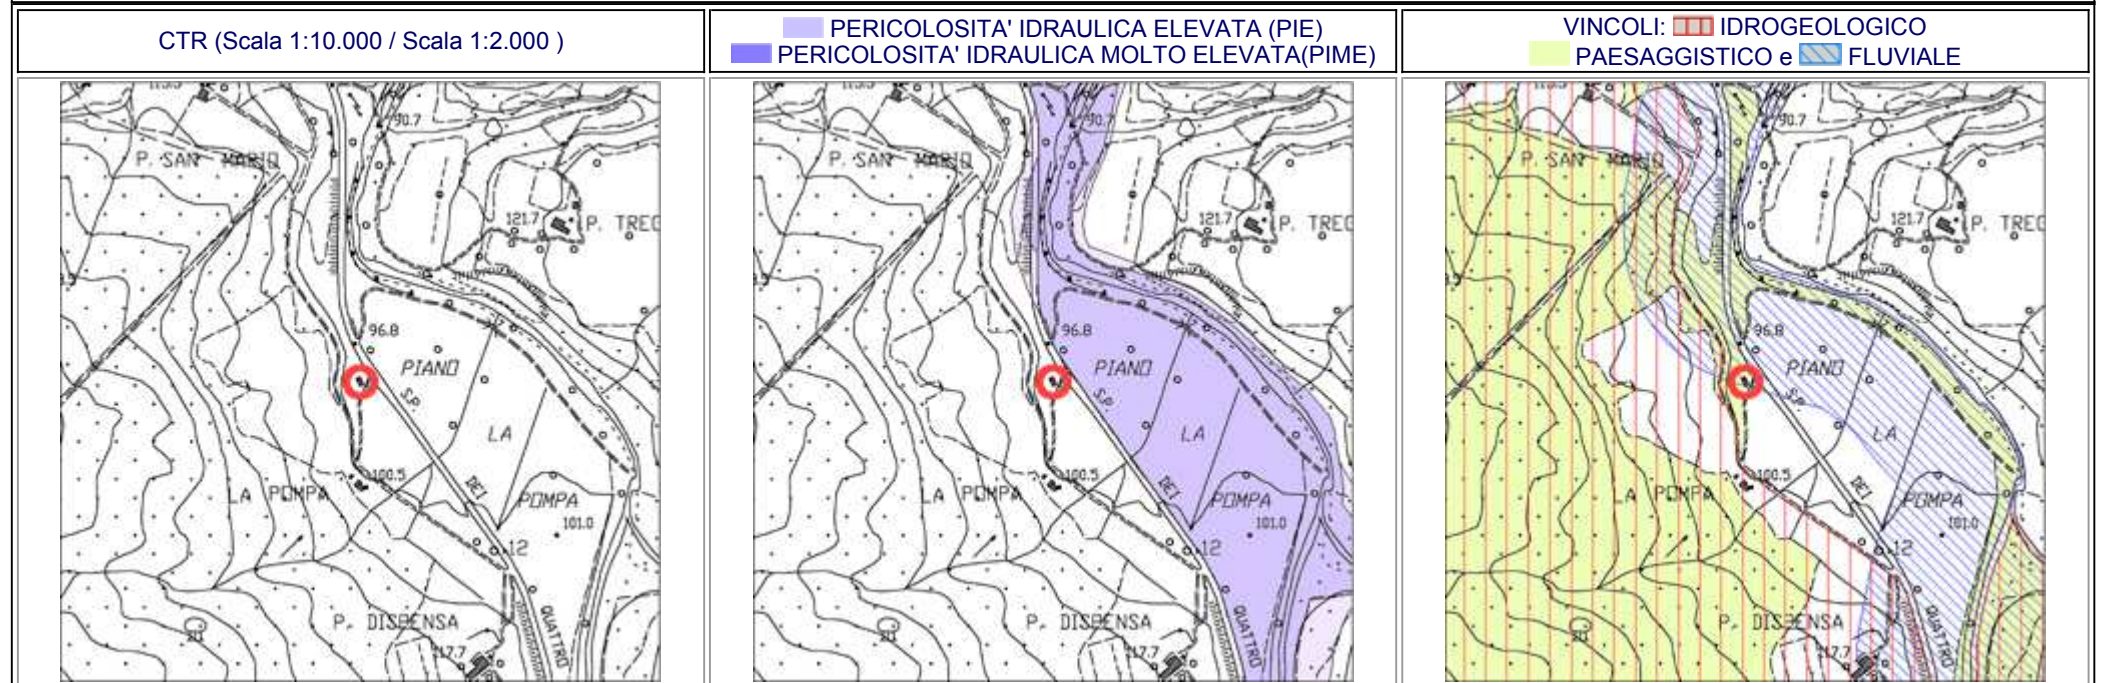 CTR (Scala 1:10.000 / Scala 1:2.000 )
PERICOLOSITA' IDRAULICA ELEVATA (PIE)
PERICOLOSITA' IDRAULICA MOLTO ELEVATA(PIME)
VINCOLI: IDROGEOLOGICO
PAESAGGISTICO e FLUVIALE
90.7
P. SAN MARIO
121.7
P. TREG
96.8
PIANO
S.P.
LA
100.5
LA POMPA
DEI
POMPA
101.0
12
P. DISPENSA
QUATTRO
117.7
90.7
P. SAN MARIO
121.7
P. TREG
96.8
PIANO
S.P.
LA
100.5
LA POMPA
DEI
POMPA
101.0
12
P. DISPENSA
QUATTRO
117.7
90.7
P. SAN MARIO
121.7
P. TREG
96.8
PIANO
S.P.
LA
100.5
LA POMPA
DEI
POMPA
101.0
12
P. DISPENSA
QUATTRO
117.7